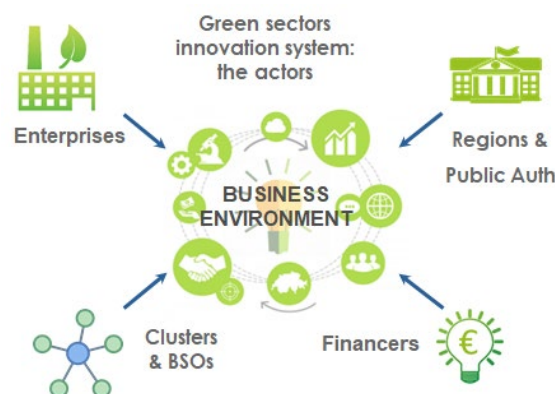 Green sectors
innovation system:
the actors
Enterprises
Regions &
Public Auth
BUSINESS
ENVIRONMENT
Clusters
& BSOs
Financers
€